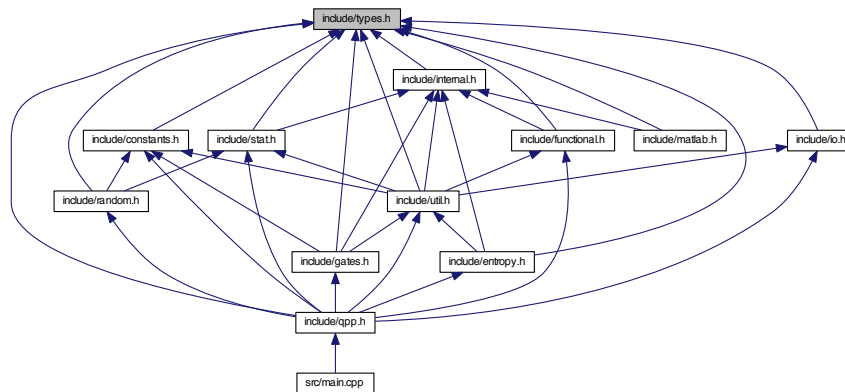 include/types.h
include/internal.h
include/constants.h
include/stat.h
include/functional.h
include/matlab.h
include/io.h
include/random.h
include/util.h
include/gates.h
include/entropy.h
include/qpp.h
src/main.cpp